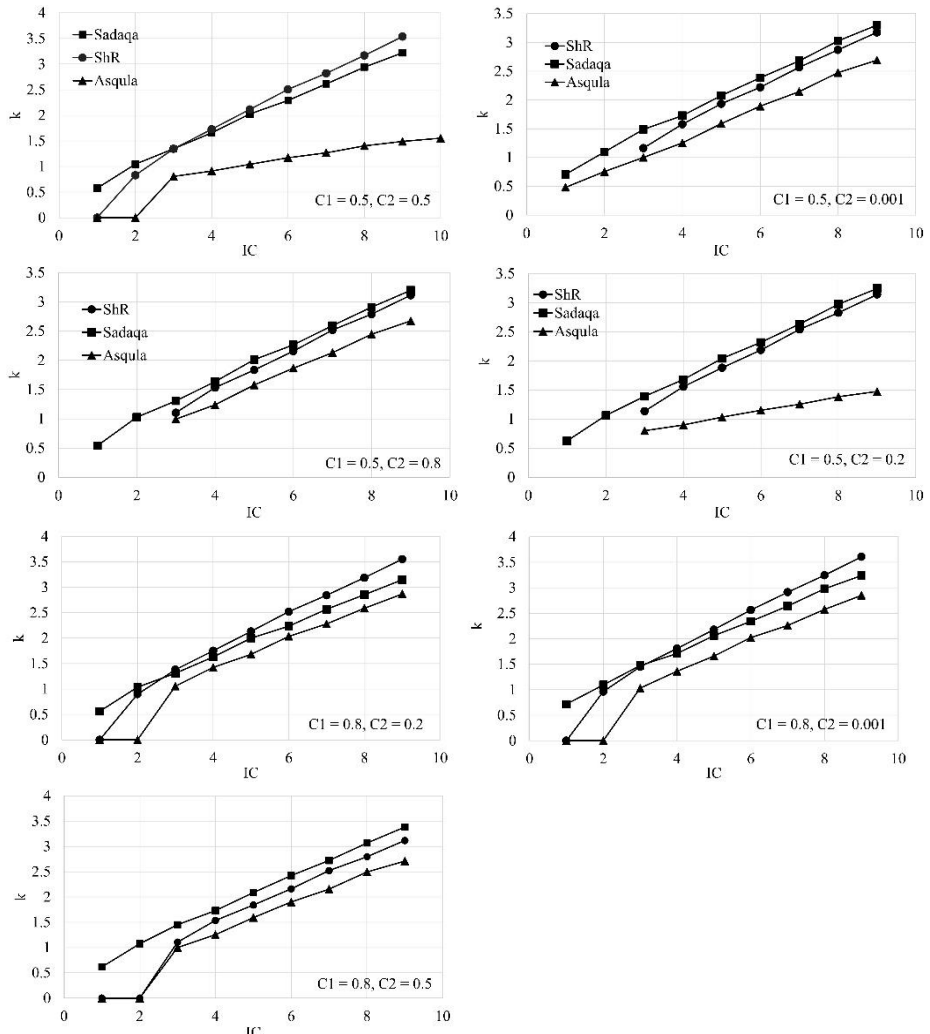 4
3.5
3
2.5
2
1.5
1
0.5
0
k
Sadaqa
ShR
Asqula
C1 = 0.5, C2 = 0.5
0 2 4 6 8 10
IC
3.5
3
2.5
2
1.5
1
0.5
0
k
ShR
Sadaqa
Asqula
C1 = 0.5, C2 = 0.001
0 2 4 6 8 10
IC
3.5
3
2.5
2
1.5
1
0.5
0
k
ShR
Sadaqa
Asqula
C1 = 0.5, C2 = 0.8
0 2 4 6 8 10
IC
3.5
3
2.5
2
1.5
1
0.5
0
k
ShR
Sadaqa
Asqula
C1 = 0.5, C2 = 0.2
0 2 4 6 8 10
IC
4
3.5
3
2.5
2
1.5
1
0.5
0
k
C1 = 0.8, C2 = 0.2
0 2 4 6 8 10
IC
4
3.5
3
2.5
2
1.5
1
0.5
0
k
C1 = 0.8, C2 = 0.001
0 2 4 6 8 10
IC
4
3.5
3
2.5
2
1.5
1
0.5
0
k
C1 = 0.8, C2 = 0.5
0 2 4 6 8 10
IC